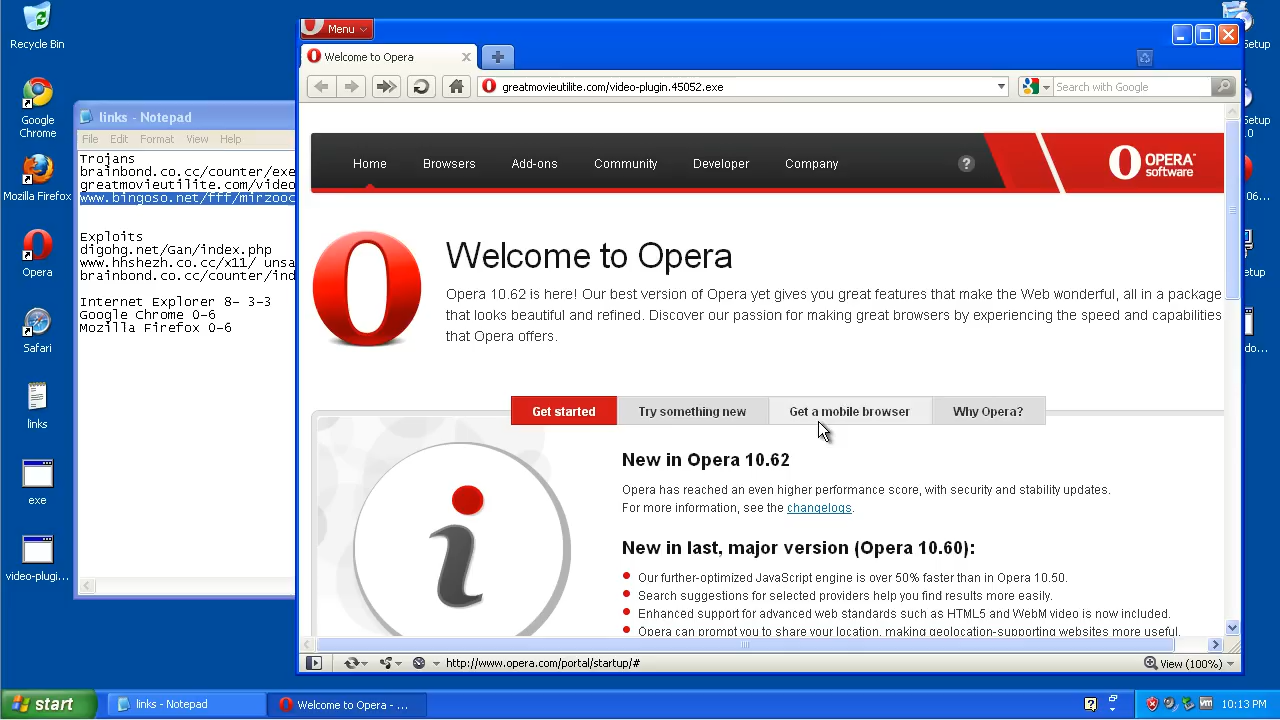 Recycle Bin
Google
Chrome
Mozilla Firefox
Opera
Safari
links
exe
video-plugi...
links - Notepad
File Edit Format View Help
Trojans
brainbond.co.cc/counter/exe
greatmovieutilite.com/video
www.bingoso.net/fff/mirzooc
Exploits
digohg.net/Gan/index.php
www.hnshezh.co.cc/x11/ unsa
brainbond.co.cc/counter/ind
Internet Explorer 8- 3-3
Google Chrome 0-6
Mozilla Firefox 0-6
Menu
Welcome to Opera
greatmovieutilite.com/video-plugin.45052.exe
Search with Google
Home Browsers Add-ons Community Developer Company ?
OPERA
software
Welcome to Opera
Opera 10.62 is here! Our best version of Opera yet gives you great features that make the Web wonderful, all in a package
that looks beautiful and refined. Discover our passion for making great browsers by experiencing the speed and capabilities
that Opera offers.
Get started Try something new Get a mobile browser Why Opera?
New in Opera 10.62
Opera has reached an even higher performance score, with security and stability updates.
For more information, see the changelogs.
New in last, major version (Opera 10.60):
Our further-optimized JavaScript engine is over 50% faster than in Opera 10.50.
Search suggestions for selected providers help you find results more easily.
Enhanced support for advanced web standards such as HTML5 and WebM video is now included.
Opera can prompt you to share your location, making geolocation-supporting websites more useful.
http://www.opera.com/portal/startup/#
View (100%)
Setup
.0
06...
etup
do...
start
links - Notepad
Welcome to Opera - ...
10:13 PM